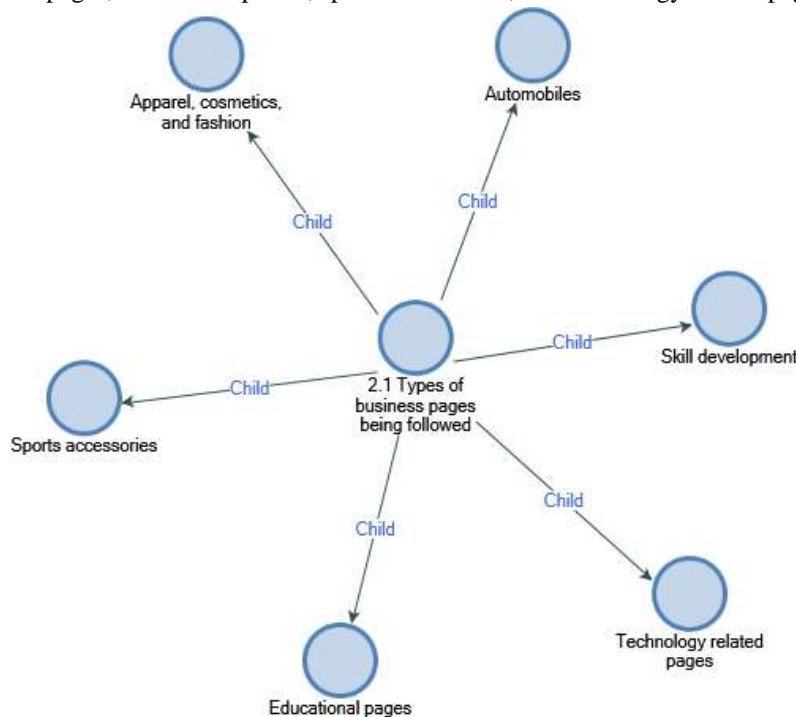 Apparel, cosmetics,
and fashion
Automobiles
Child
Child
Skill development
Child
2.1 Types of
business pages
being followed
Child
Sports accessories
Child
Child
Technology related
pages
Educational pages